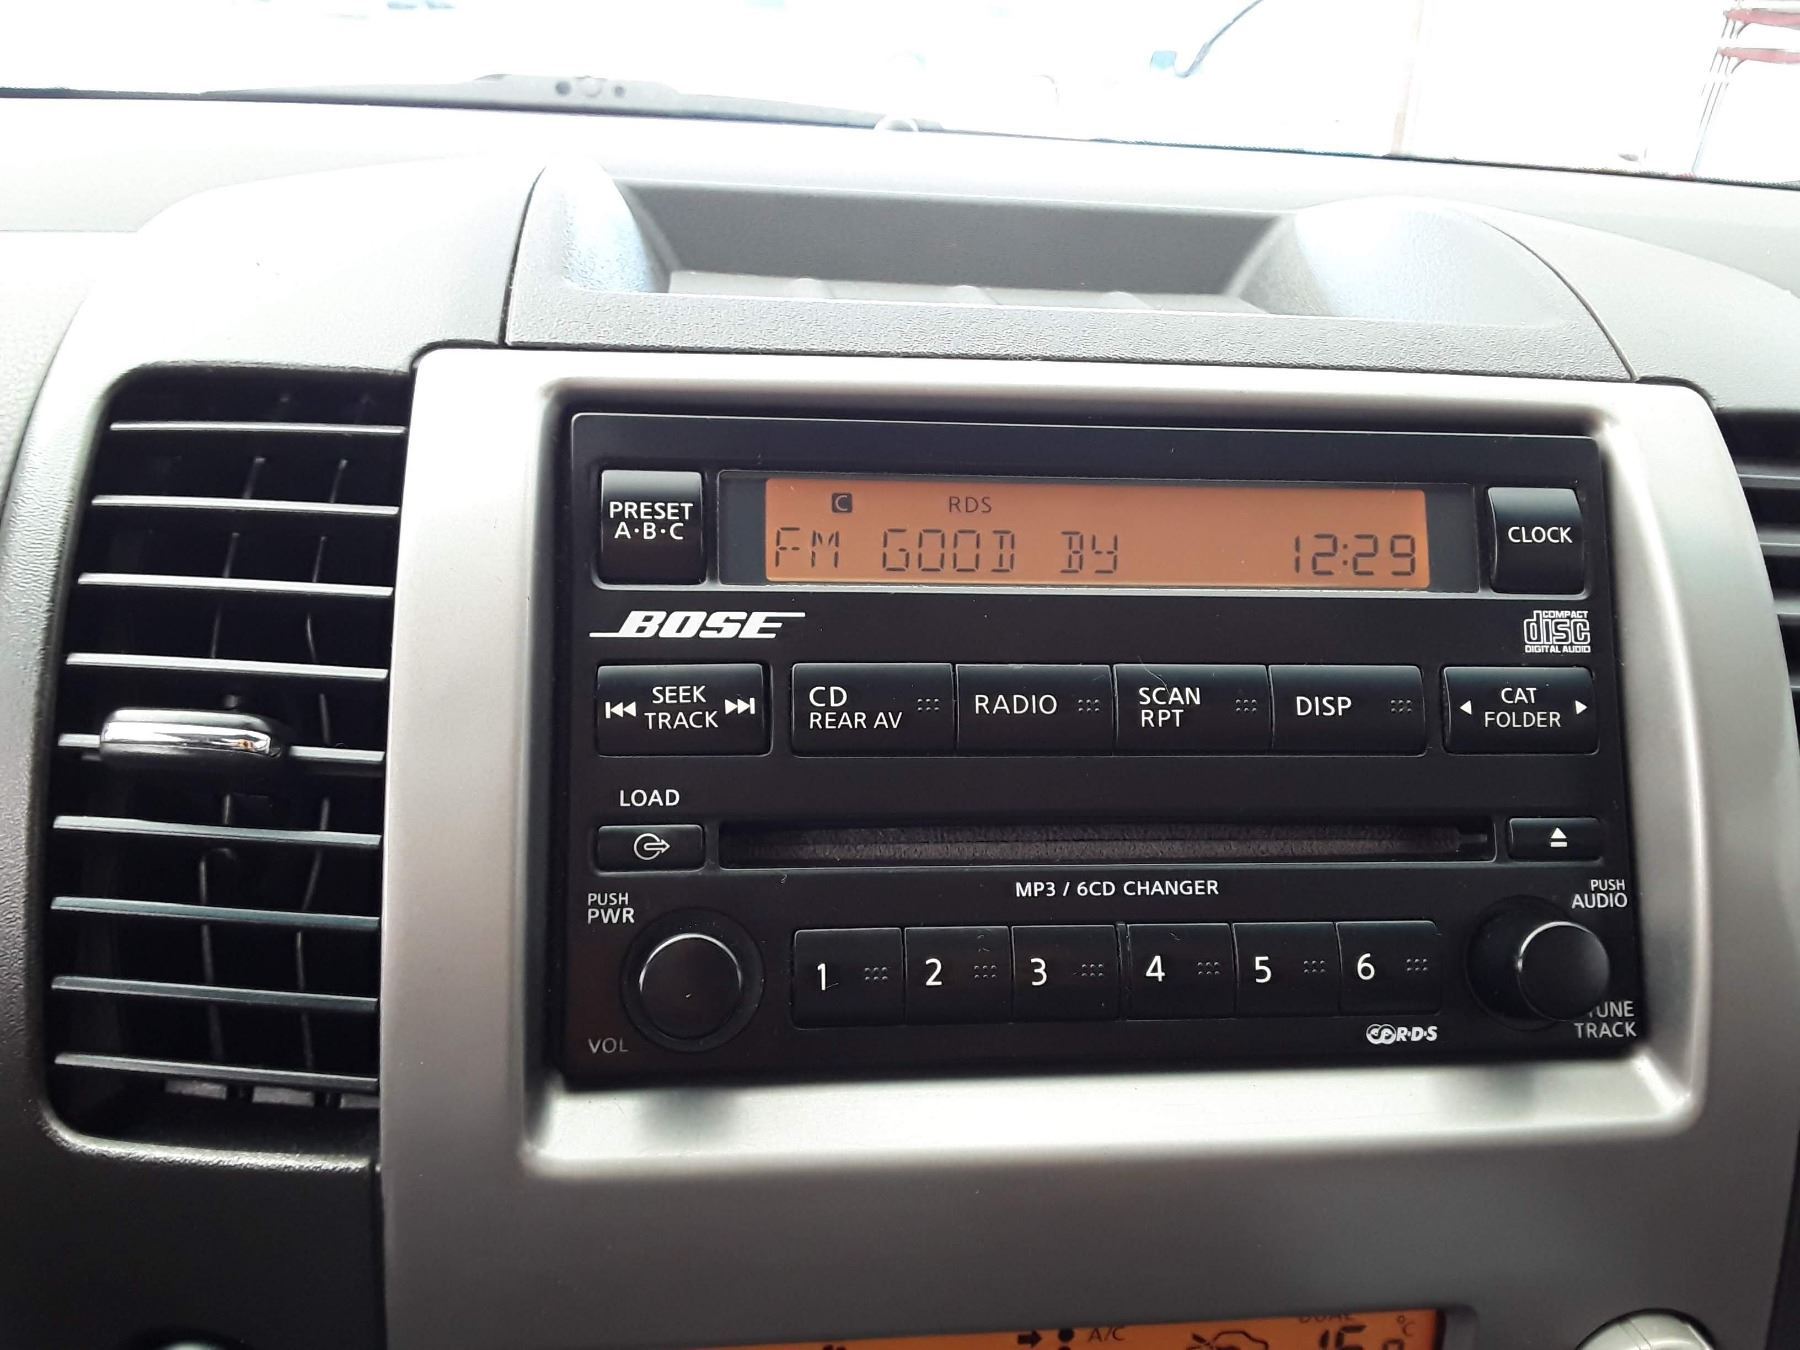 PRESET
A·B·C
C RDS
FM GOOD BY 12:29
CLOCK
BOSE
COMPACT
disc
DIGITAL AUDIO
SEEK
TRACK
CD
REAR AV
RADIO
SCAN
RPT
DISP
CAT
FOLDER
LOAD
MP3 / 6CD CHANGER
PUSH
PWR
PUSH
AUDIO
1 2 3 4 5 6
VOL
R·D·S
TUNE
TRACK
A/C
DUAL
°C